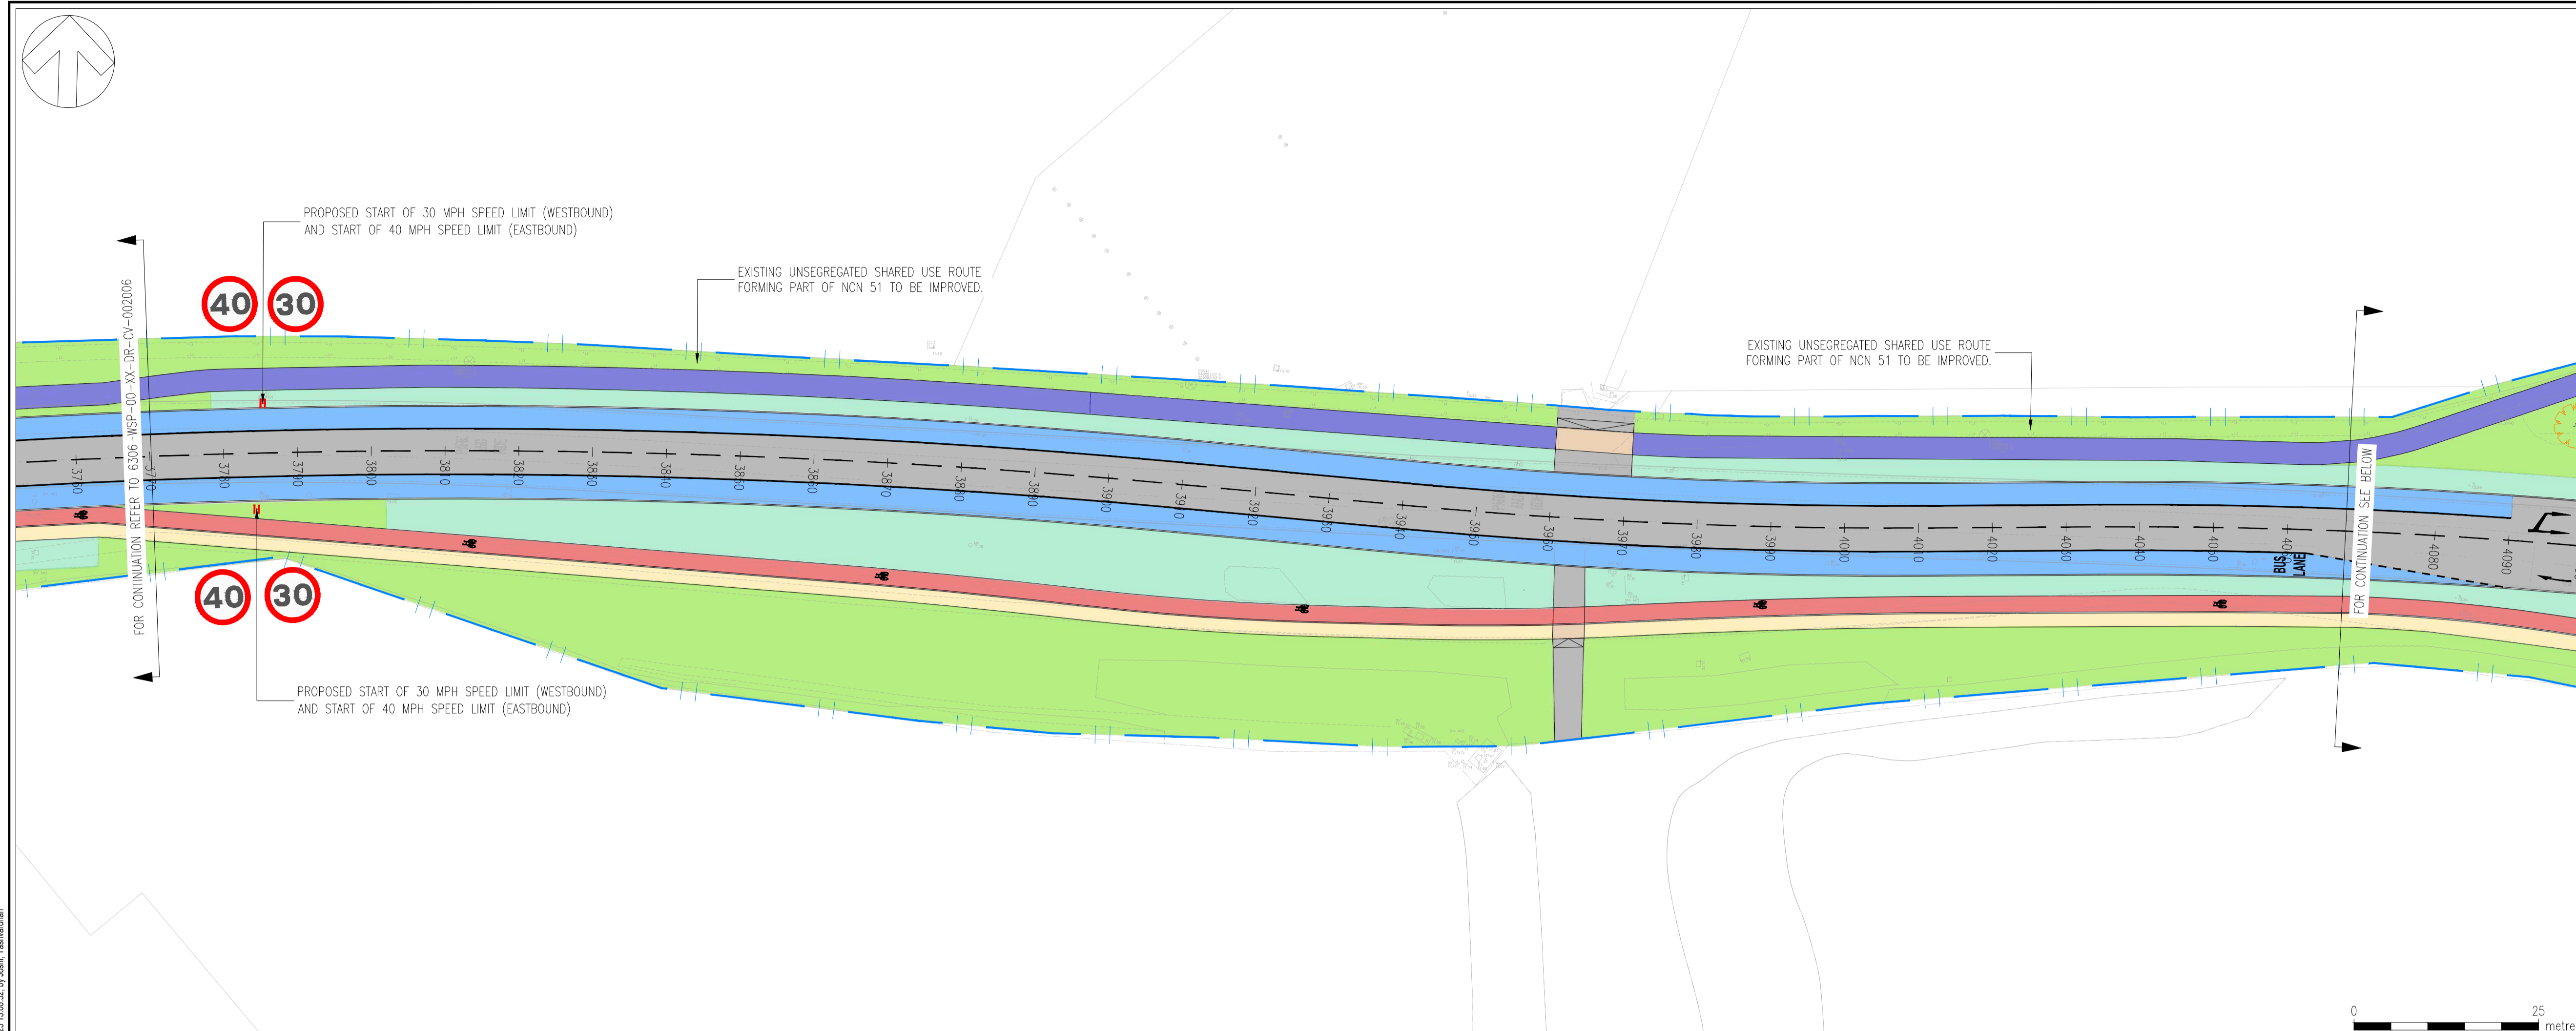 PROPOSED START OF 30 MPH SPEED LIMIT (WESTBOUND)
AND START OF 40 MPH SPEED LIMIT (EASTBOUND)
40
30
EXISTING UNSEGREGATED SHARED USE ROUTE
FORMING PART OF NCN 51 TO BE IMPROVED.
EXISTING UNSEGREGATED SHARED USE ROUTE
FORMING PART OF NCN 51 TO BE IMPROVED.
FOR CONTINUATION REFER TO 6306-WSP-00-XX-DR-CV-002006
3760
3770
3780
3790
3800
3810
3820
3830
3840
3850
3860
3870
3880
3890
3900
3910
3920
3930
3940
3950
3960
3970
3980
3990
4000
4010
4020
4030
4040
4050
4080
4090
BUS
LANE
FOR CONTINUATION SEE BELOW
40
30
PROPOSED START OF 30 MPH SPEED LIMIT (WESTBOUND)
AND START OF 40 MPH SPEED LIMIT (EASTBOUND)
0
25
metre